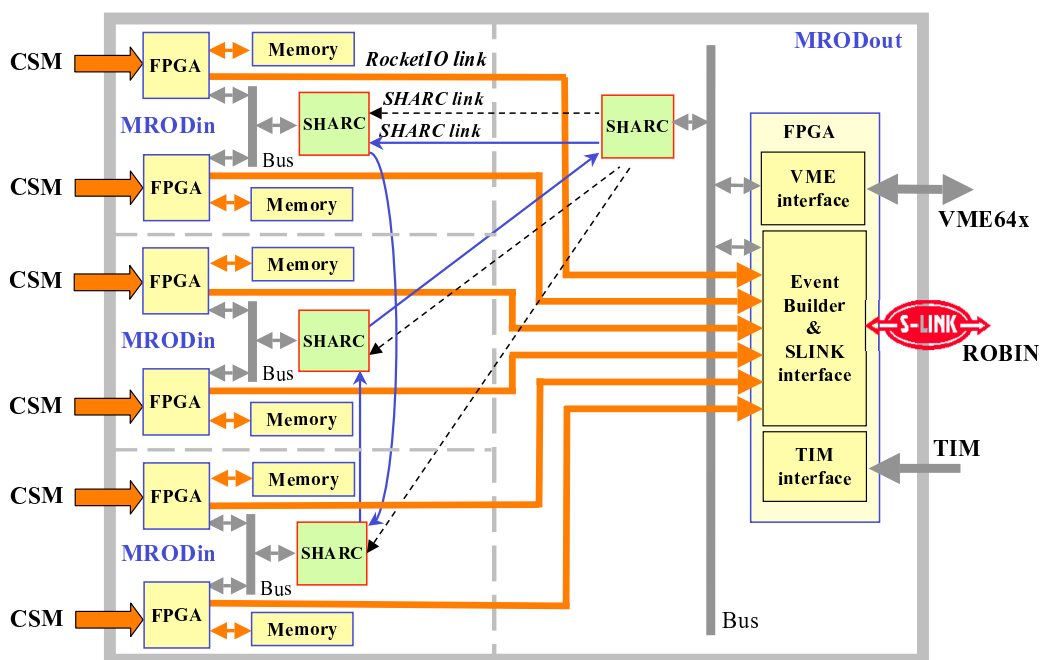 MRODout
CSM
FPGA
Memory
RocketIO link
SHARC link
SHARC
SHARC
MRODin
SHARC link
Bus
FPGA
CSM
FPGA
Memory
VME
interface
VME64x
CSM
FPGA
Memory
Event
Builder
&
SLINK
interface
S-LINK
ROBIN
MRODin
SHARC
Bus
CSM
FPGA
Memory
TIM
TIM
interface
CSM
FPGA
Memory
MRODin
SHARC
Bus
CSM
FPGA
Memory
Bus